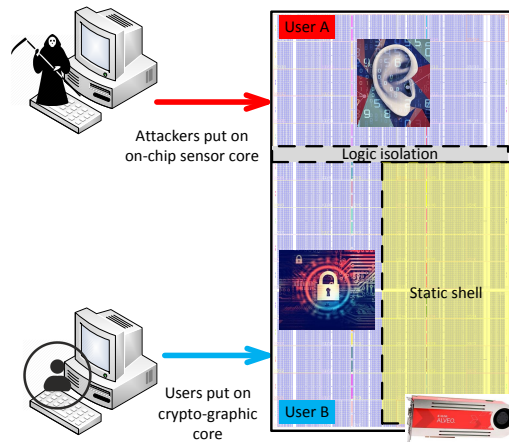 User A
Attackers put on
on-chip sensor core
Logic isolation
Static shell
Users put on
crypto-graphic
core
User B
ALVEO